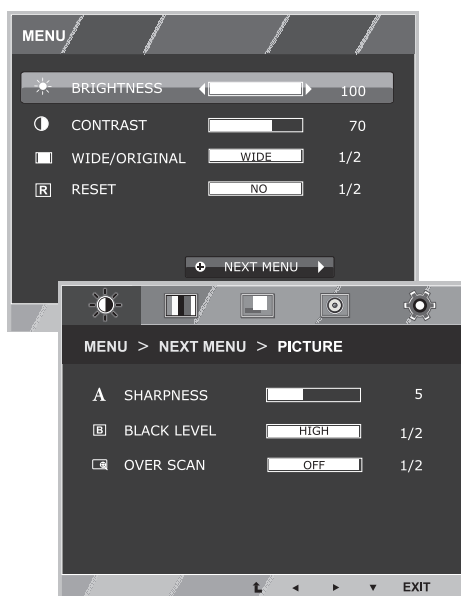 MENU
BRIGHTNESS 100
CONTRAST 70
WIDE/ORIGINAL WIDE 1/2
R RESET NO 1/2
NEXT MENU
MENU > NEXT MENU > PICTURE
A SHARPNESS 5
B BLACK LEVEL HIGH 1/2
OVER SCAN OFF 1/2
EXIT